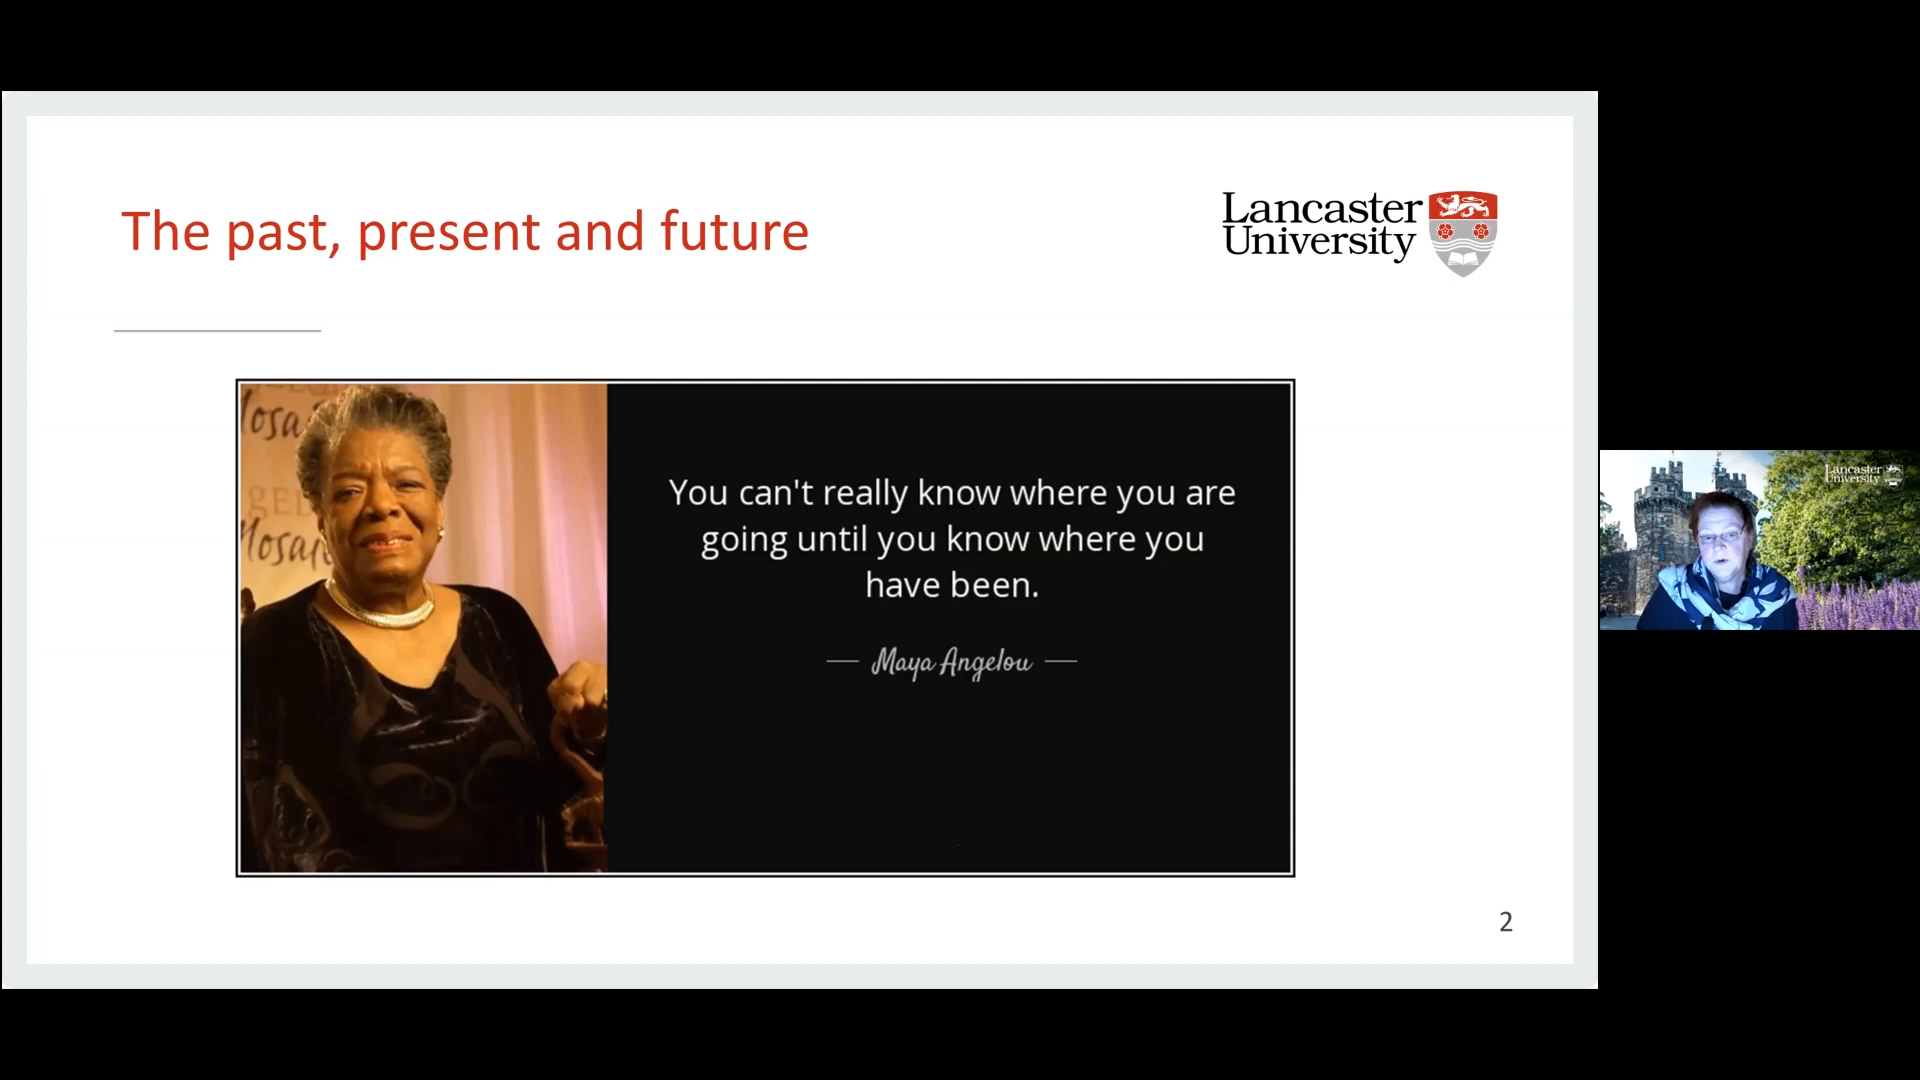 The past, present and future
Lancaster
University
You can't really know where you are
going until you know where you
have been.
Maya Angelou
2
Lancaster
University